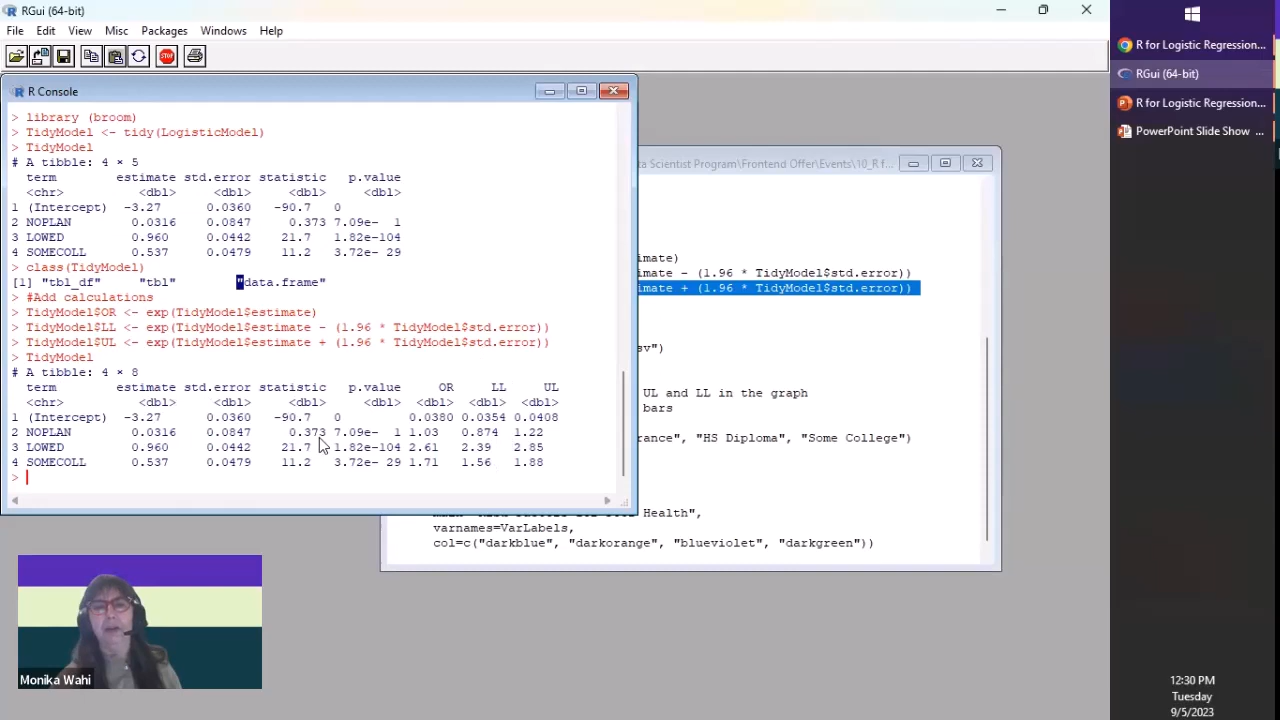 RGui (64-bit)
File Edit View Misc Packages Windows Help
STOP
R Console
> library (broom)
> TidyModel <- tidy(LogisticModel)
> TidyModel
# A tibble: 4 × 5
term estimate std.error statistic p.value
<chr> <dbl> <dbl> <dbl> <dbl>
1 (Intercept) -3.27 0.0360 -90.7 0
2 NOPLAN 0.0316 0.0847 0.373 7.09e- 1
3 LOWED 0.960 0.0442 21.7 1.82e-104
4 SOMECOLL 0.537 0.0479 11.2 3.72e- 29
> class(TidyModel)
[1] "tbl_df" "tbl" "data.frame"
> #Add calculations
> TidyModel$OR <- exp(TidyModel$estimate)
> TidyModel$LL <- exp(TidyModel$estimate - (1.96 * TidyModel$std.error))
> TidyModel$UL <- exp(TidyModel$estimate + (1.96 * TidyModel$std.error))
> TidyModel
# A tibble: 4 × 8
term estimate std.error statistic p.value OR LL UL
<chr> <dbl> <dbl> <dbl> <dbl> <dbl> <dbl> <dbl>
1 (Intercept) -3.27 0.0360 -90.7 0 0.0380 0.0354 0.0408
2 NOPLAN 0.0316 0.0847 0.373 7.09e- 1 1.03 0.874 1.22
3 LOWED 0.960 0.0442 21.7 1.82e-104 2.61 2.39 2.85
4 SOMECOLL 0.537 0.0479 11.2 3.72e- 29 1.71 1.56 1.88
>
ta Scientist Program\Frontend Offer\Events\10_R f...
imate)
imate - (1.96 * TidyModel$std.error))
imate + (1.96 * TidyModel$std.error))
sv")
UL and LL in the graph
bars
rance", "HS Diploma", "Some College")
Health",
varnames=VarLabels,
col=c("darkblue", "darkorange", "blueviolet", "darkgreen"))
R for Logistic Regression...
RGui (64-bit)
R for Logistic Regression...
PowerPoint Slide Show ...
Monika Wahi
12:30 PM
Tuesday
9/5/2023